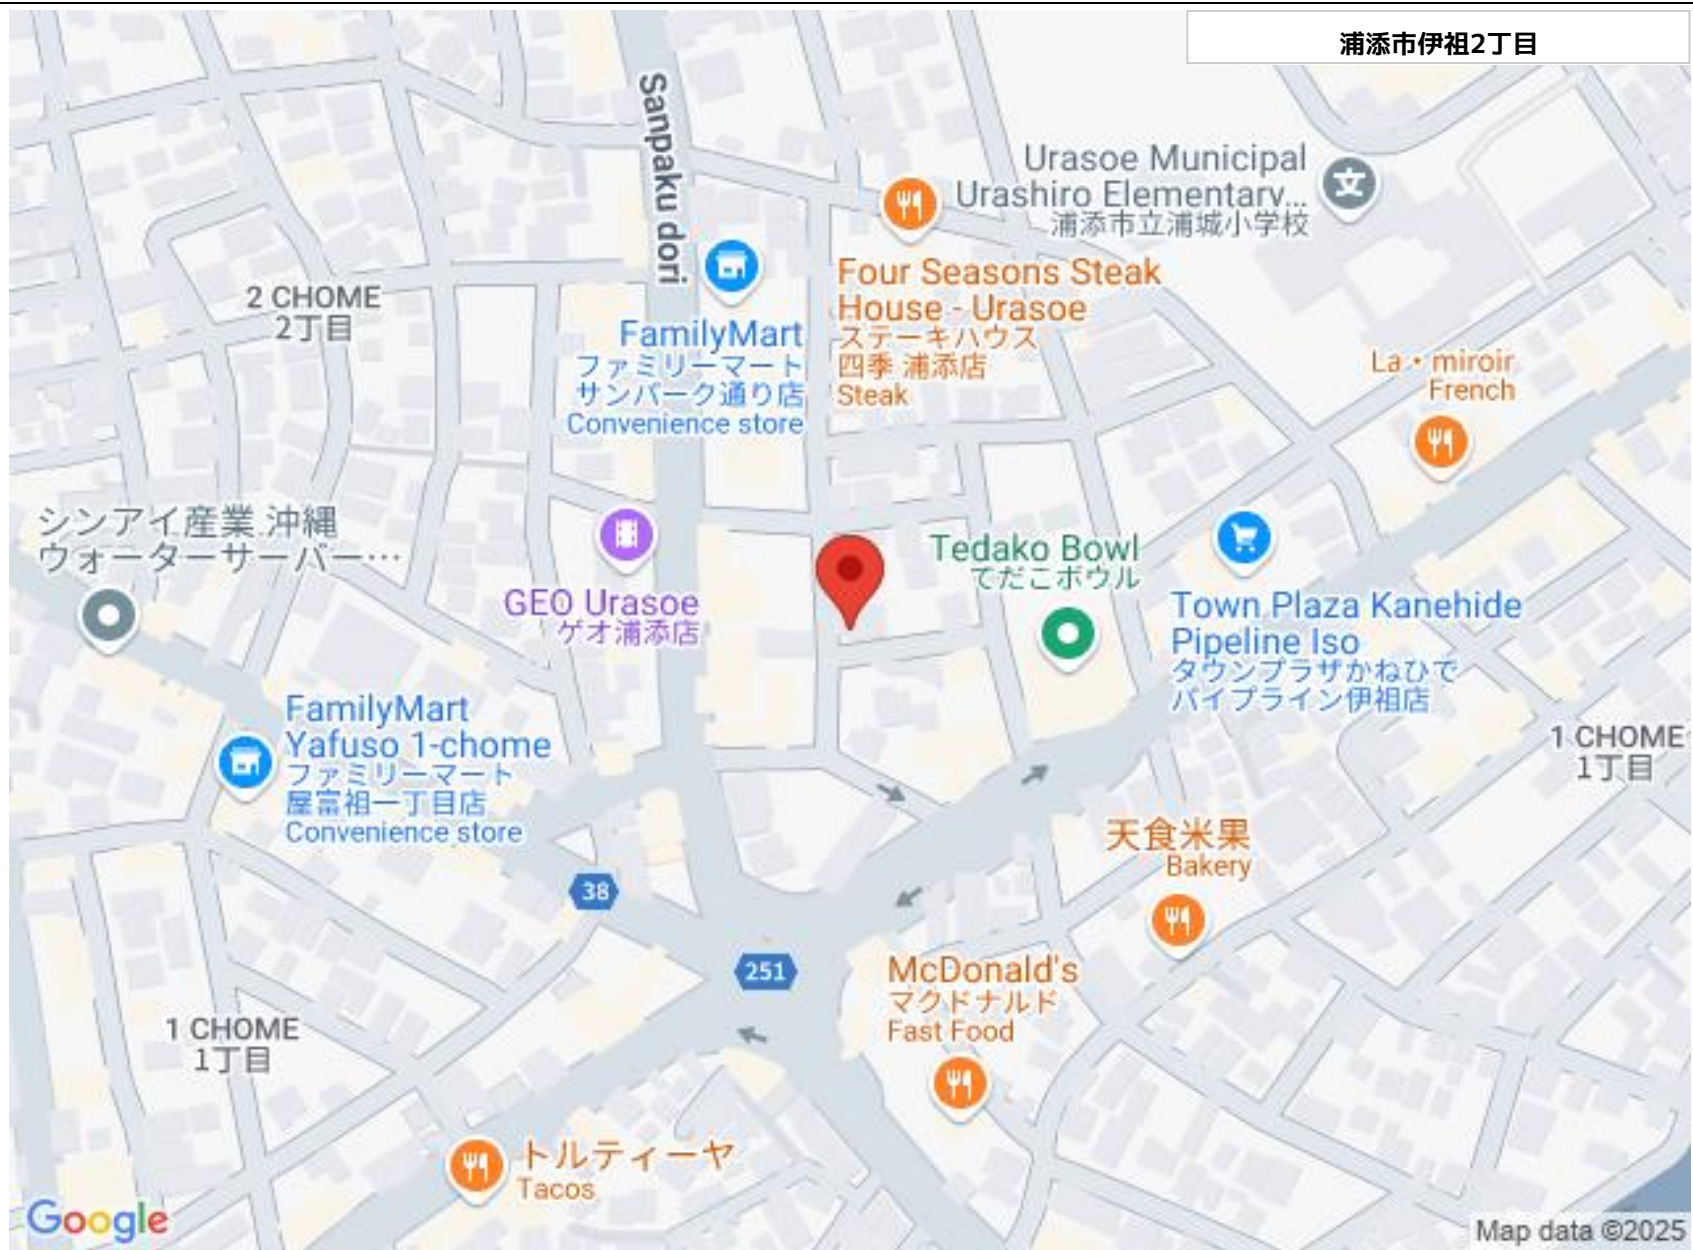 浦添市伊祖2丁目
Sanpaku dori
Urasoe Municipal
Urashiro Elementary...
浦添市立浦城小学校
2 CHOME
2丁目
FamilyMart
ファミリーマート
サンパーク通り店
Convenience store
Four Seasons Steak
House - Urasoe
ステーキハウス
四季 浦添店
Steak
La・miroir
French
シンアイ産業 沖縄
ウォーターサーバー…
GEO Urasoe
ゲオ浦添店
Tedako Bowl
てだこボウル
Town Plaza Kanehide
Pipeline Iso
タウンプラザかねひで
パイプライン伊祖店
FamilyMart
Yafuso 1-chome
ファミリーマート
屋富祖一丁目店
Convenience store
1 CHOME
1丁目
天食米果
Bakery
38
251
McDonald's
マクドナルド
Fast Food
1 CHOME
1丁目
トルティーヤ
Tacos
Google
Map data ©2025